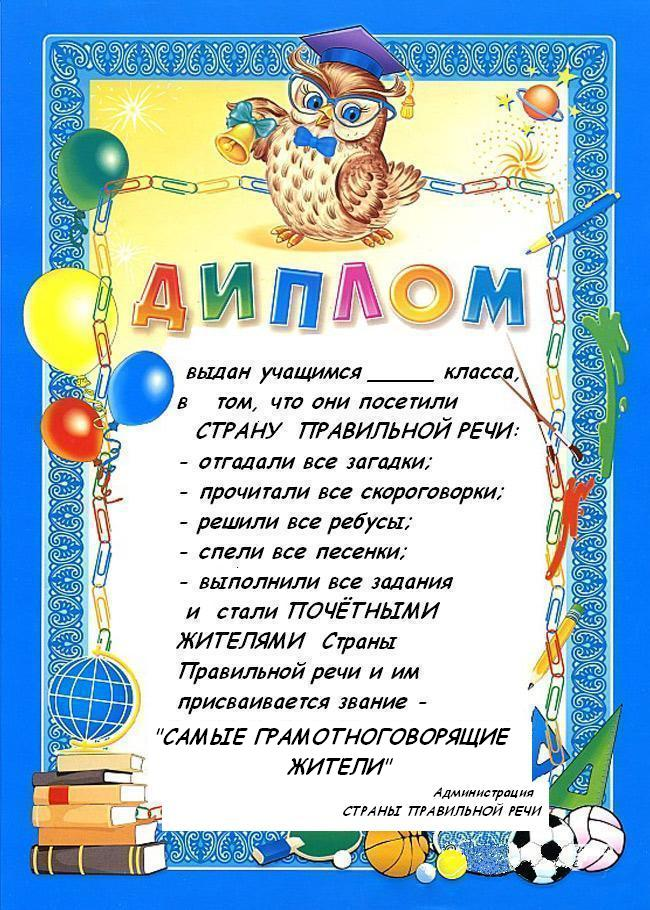 ДИПЛОМ
выдан учащимся _____ класса,
в том, что они посетили
СТРАНУ ПРАВИЛЬНОЙ РЕЧИ:
- отгадали все загадки;
- прочитали все скороговорки;
- решили все ребусы;
- спели все песенки;
- выполнили все задания
и стали ПОЧЁТНЫМИ
ЖИТЕЛЯМИ Страны
Правильной речи и им
присваивается звание -
"САМЫЕ ГРАМОТНОГОВОРЯЩИЕ
ЖИТЕЛИ"
Администрация
СТРАНЫ ПРАВИЛЬНОЙ РЕЧИ